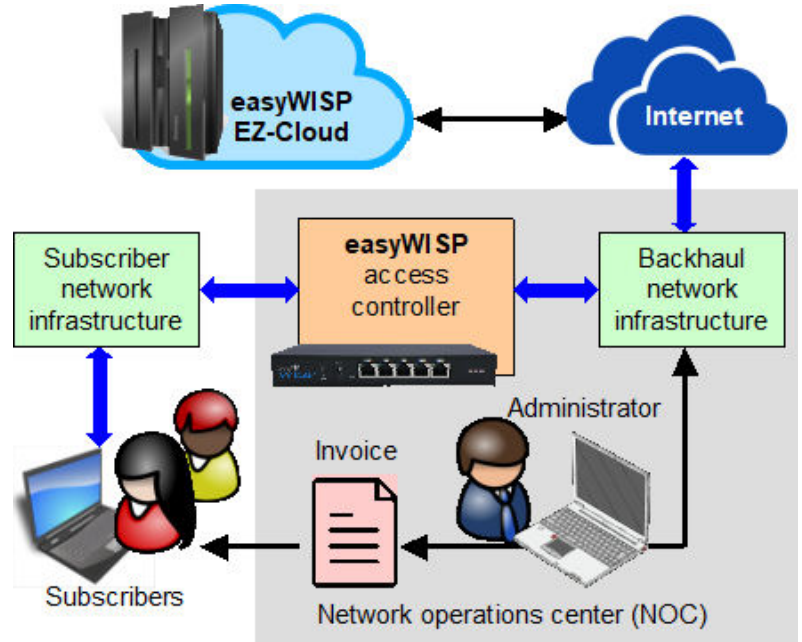 easyWISP
EZ-Cloud
Internet
Subscriber
network
infrastructure
easyWISP
access
controller
Backhaul
network
infrastructure
Administrator
Invoice
Subscribers
Network operations center (NOC)